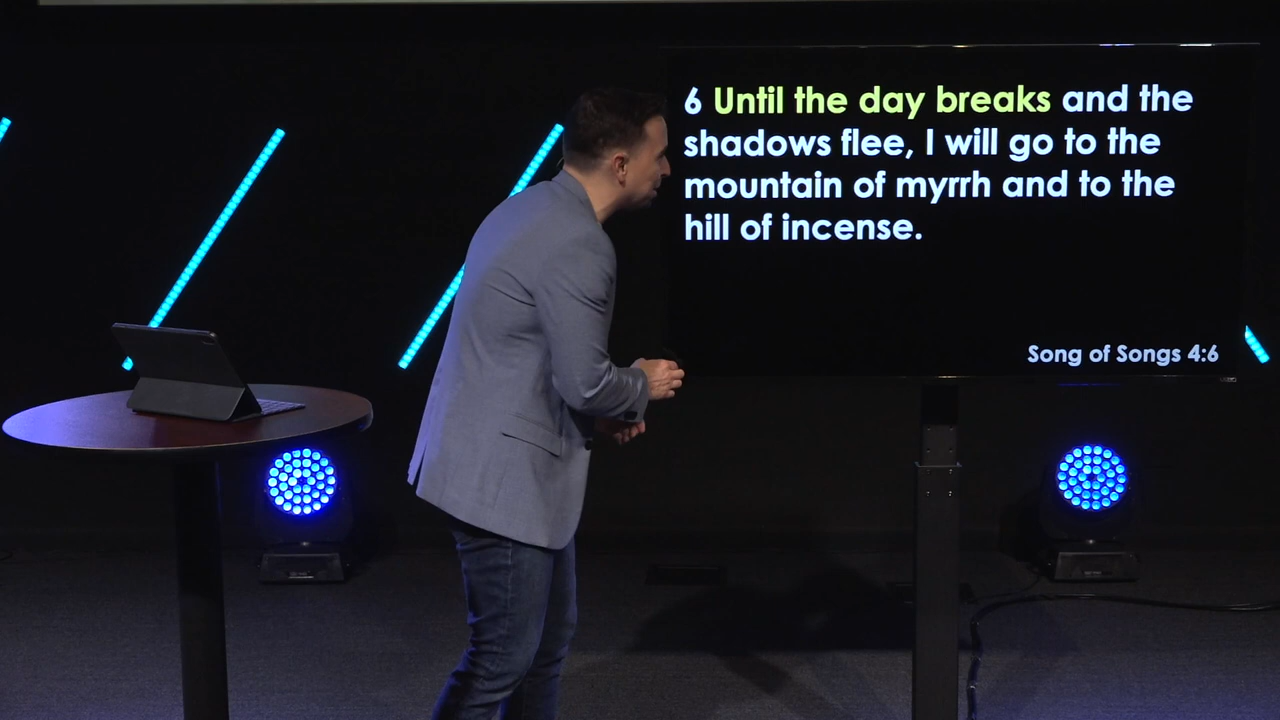 6 Until the day breaks and the
shadows flee, I will go to the
mountain of myrrh and to the
hill of incense.
Song of Songs 4:6